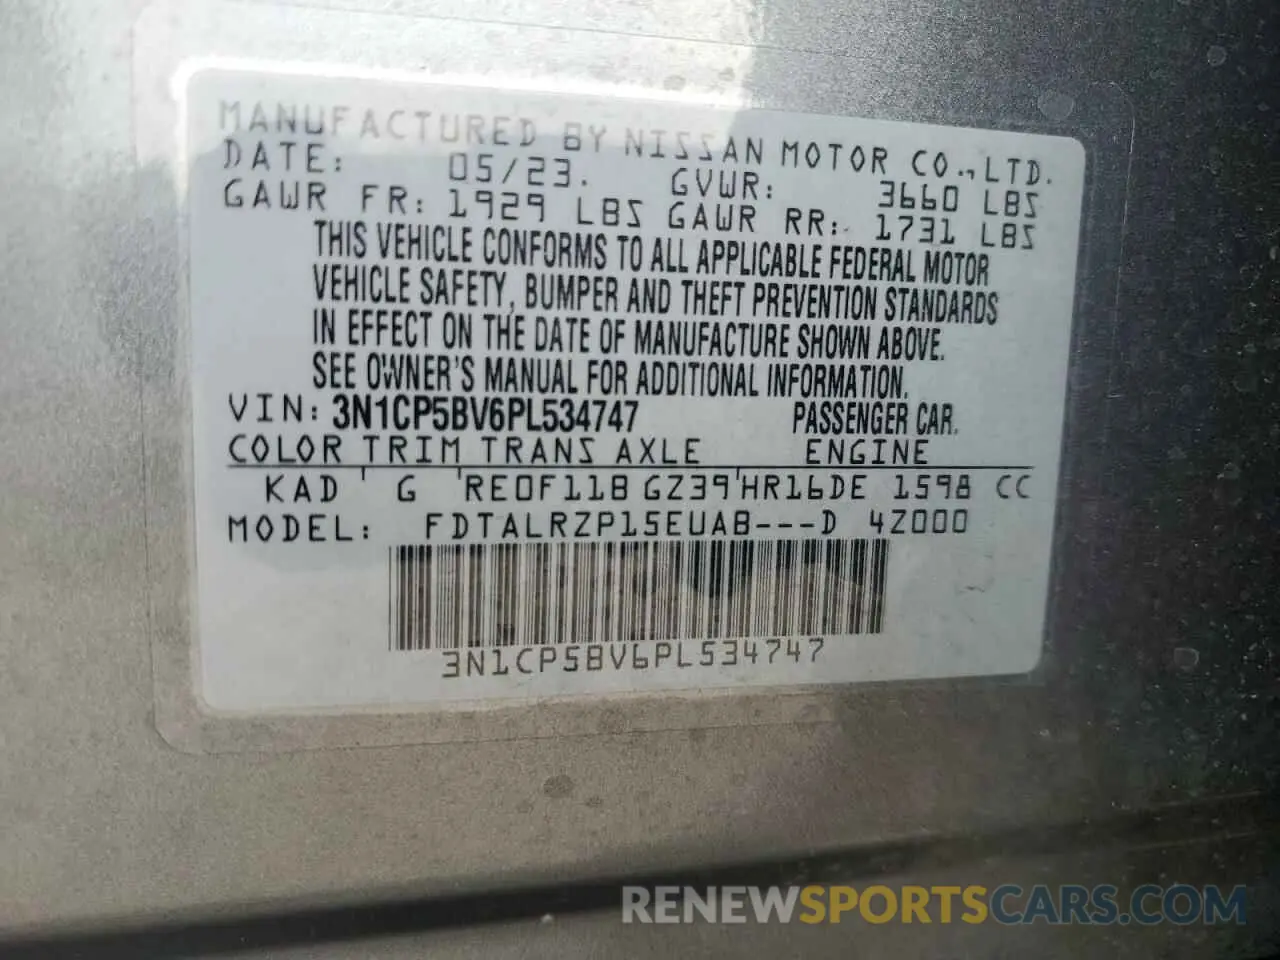 MANUFACTURED BY NISSAN MOTOR CO.,LTD.
DATE: 05/23. GVWR: 3660 LBS
GAWR FR: 1929 LBS GAWR RR: 1731 LBS
THIS VEHICLE CONFORMS TO ALL APPLICABLE FEDERAL MOTOR
VEHICLE SAFETY, BUMPER AND THEFT PREVENTION STANDARDS
IN EFFECT ON THE DATE OF MANUFACTURE SHOWN ABOVE.
SEE OWNER'S MANUAL FOR ADDITIONAL INFORMATION.
VIN: 3N1CP5BV6PL534747 PASSENGER CAR.
COLOR TRIM TRANS AXLE ENGINE
KAD G RE0F11B GZ39 HR16DE 1598 CC
MODEL: FDTALRZP15EUAB---D 4Z000
3N1CP5BV6PL534747
RENEWSPORTSCARS.COM